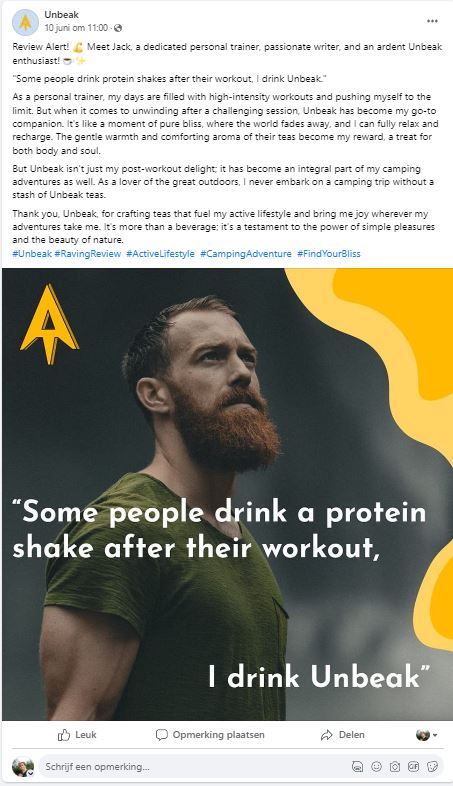 Unbeak
10 juni om 11:00 ·
Review Alert! 💪 Meet Jack, a dedicated personal trainer, passionate writer, and an ardent Unbeak
enthusiast! ☕✨
"Some people drink protein shakes after their workout, I drink Unbeak."
As a personal trainer, my days are filled with high-intensity workouts and pushing myself to the
limit. But when it comes to unwinding after a challenging session, Unbeak has become my go-to
companion. It's like a moment of pure bliss, where the world fades away, and I can fully relax and
recharge. The gentle warmth and comforting aroma of their teas become my reward, a treat for
both body and soul.
But Unbeak isn't just my post-workout delight; it has become an integral part of my camping
adventures as well. As a lover of the great outdoors, I never embark on a camping trip without a
stash of Unbeak teas.
Thank you, Unbeak, for crafting teas that fuel my active lifestyle and bring me joy wherever my
adventures take me. It's more than a beverage; it's a testament to the power of simple pleasures
and the beauty of nature.
#Unbeak #RavingReview #ActiveLifestyle #CampingAdventure #FindYourBliss
“Some people drink a protein
shake after their workout,
I drink Unbeak”
Leuk
Opmerking plaatsen
Delen
Schrijf een opmerking...
GIF